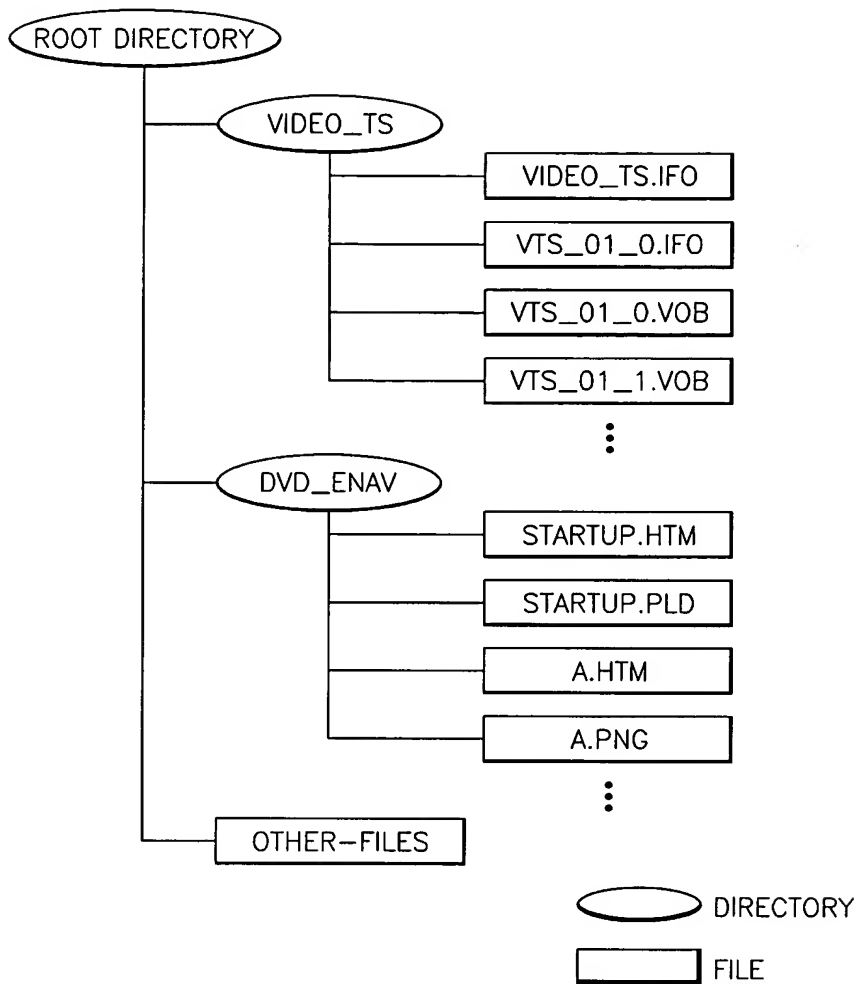 ROOT DIRECTORY
VIDEO_TS
VIDEO_TS.IFO
VTS_01_0.IFO
VTS_01_0.VOB
VTS_01_1.VOB
DVD_ENAV
STARTUP.HTM
STARTUP.PLD
A.HTM
A.PNG
OTHER-FILES
DIRECTORY
FILE